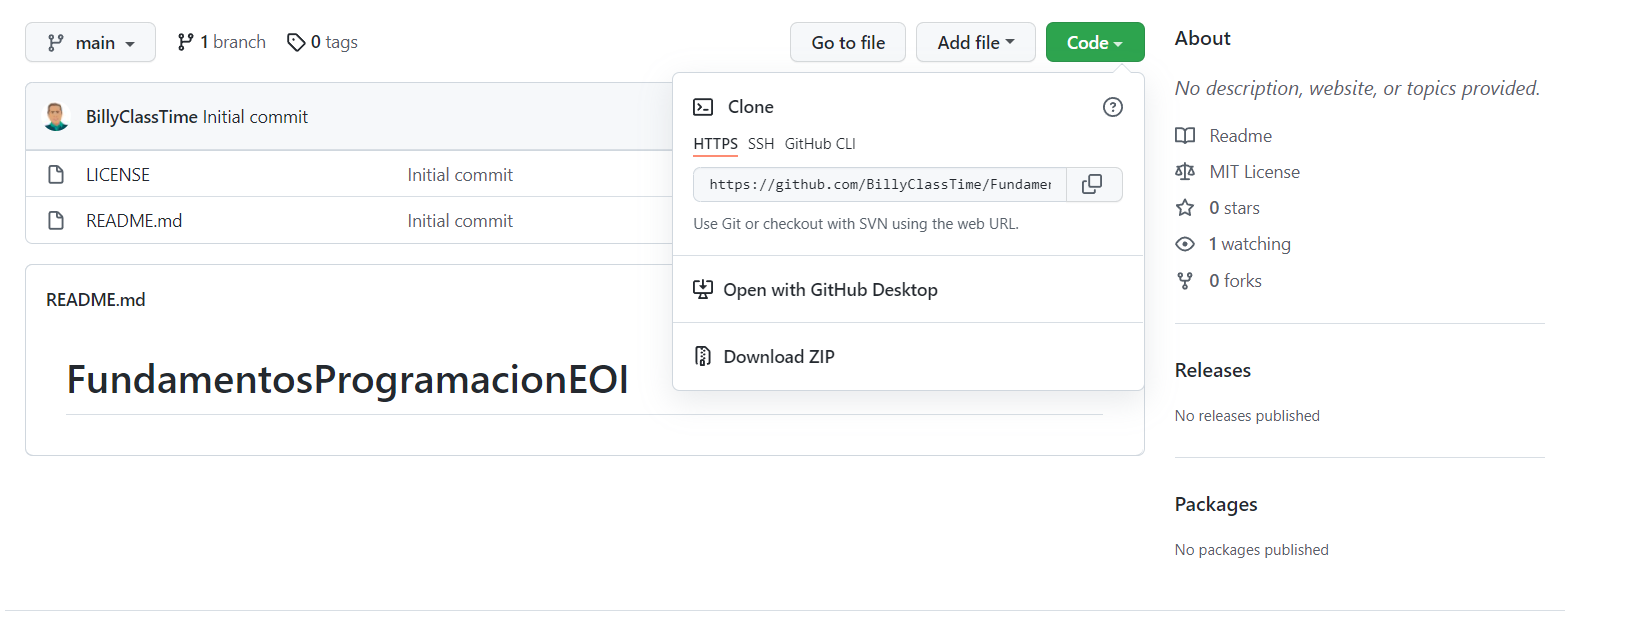 main
1 branch
0 tags
Go to file
Add file
Code
BillyClassTime Initial commit
LICENSE Initial commit
README.md Initial commit
README.md
FundamentosProgramacionEOI
Clone
HTTPS SSH GitHub CLI
https://github.com/BillyClassTime/Fundamen
Use Git or checkout with SVN using the web URL.
Open with GitHub Desktop
Download ZIP
About
No description, website, or topics provided.
Readme
MIT License
0 stars
1 watching
0 forks
Releases
No releases published
Packages
No packages published